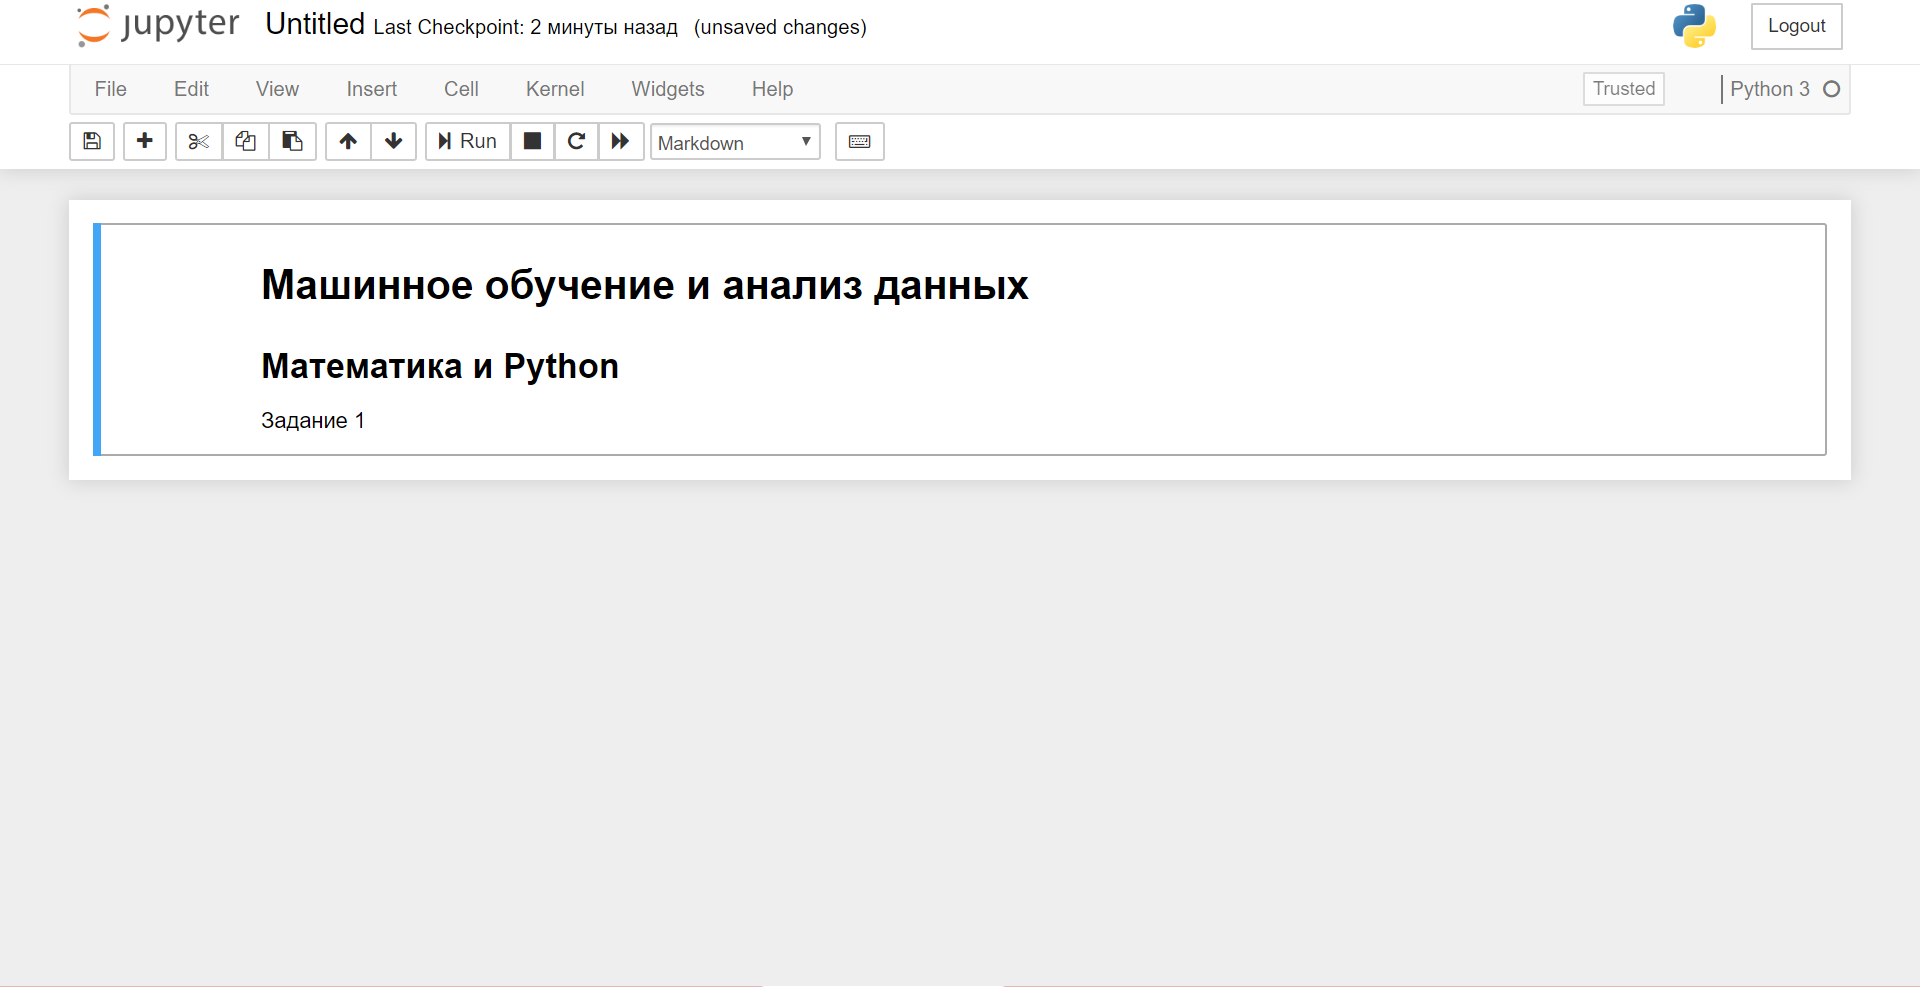 jupyter Untitled Last Checkpoint: 2 минуты назад (unsaved changes) Logout
File Edit View Insert Cell Kernel Widgets Help Trusted Python 3
Run Markdown
Машинное обучение и анализ данных
Математика и Python
Задание 1